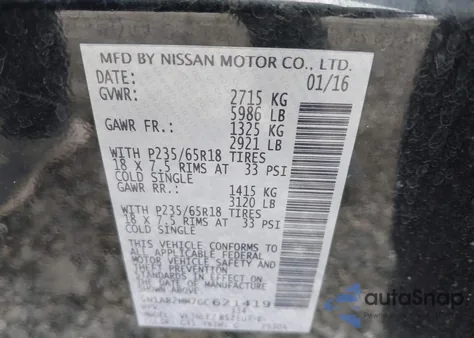 MFD BY NISSAN MOTOR CO., LTD.
DATE: 01/16
GVWR: 2715 KG
5986 LB
GAWR FR.: 1325 KG
2921 LB
WITH P235/65R18 TIRES
18 X 7.5 RIMS AT 33 PSI
COLD SINGLE
GAWR RR.: 1415 KG
3120 LB
WITH P235/65R18 TIRES
18 X 7.5 RIMS AT 33 PSI
COLD SINGLE
THIS VEHICLE CONFORMS TO
ALL APPLICABLE FEDERAL
MOTOR VEHICLE SAFETY
STANDARDS IN EFFECT ON
THE DATE OF MANUFACTURE
SHOWN ABOVE.
autoSnap